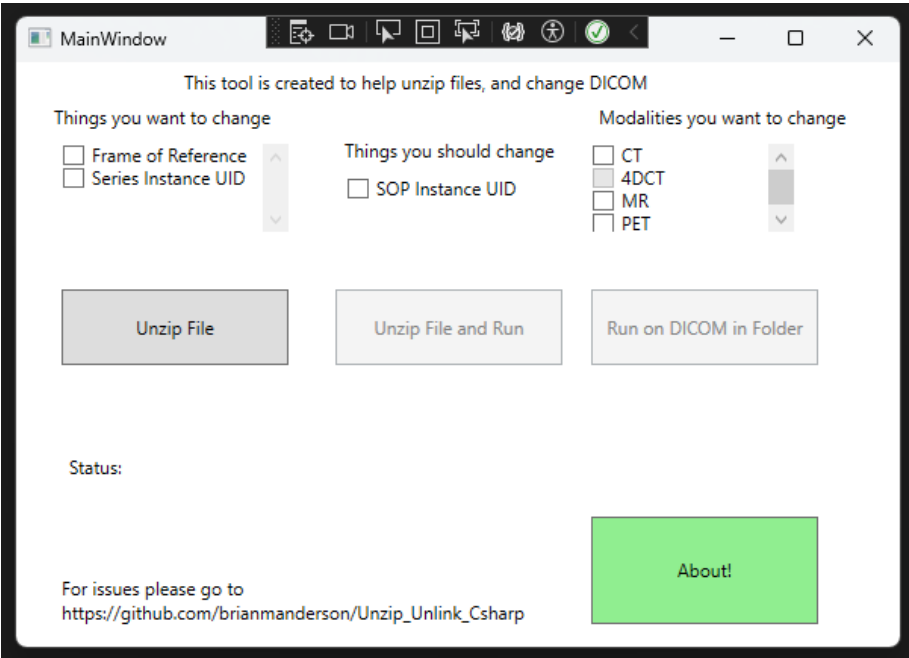 MainWindow
This tool is created to help unzip files, and change DICOM
Things you want to change
Frame of Reference
Series Instance UID
Things you should change
SOP Instance UID
Modalities you want to change
CT
4DCT
MR
PET
Unzip File
Unzip File and Run
Run on DICOM in Folder
Status:
About!
For issues please go to
https://github.com/brianmanderson/Unzip_Unlink_Csharp